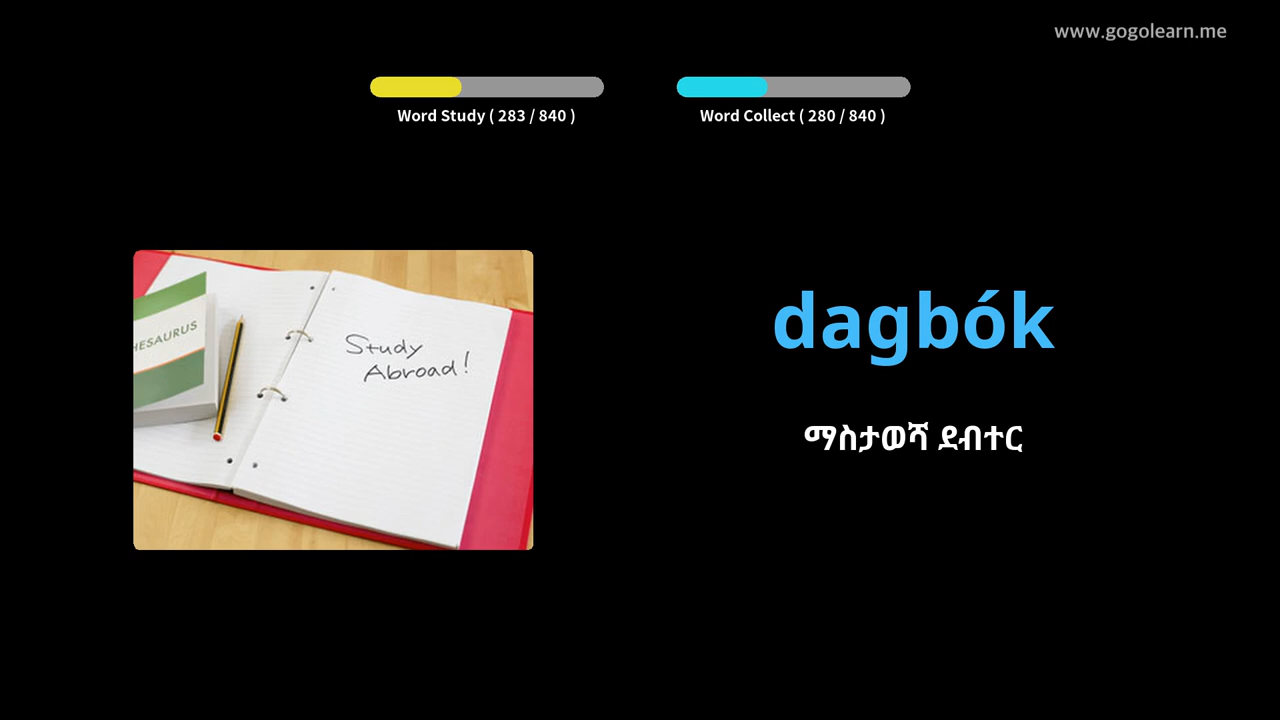 www.gogolearn.me
Word Study ( 283 / 840 )
Word Collect ( 280 / 840 )
HESAURUS
Study
Abroad!
dagbók
ማስታወሻ ደብተር